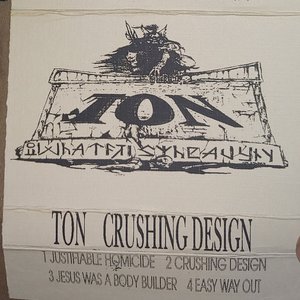 TON
TON CRUSHING DESIGN
1 JUSTIFIABLE HOMICIDE 2 CRUSHING DESIGN
3 JESUS WAS A BODY BUILDER 4 EASY WAY OUT